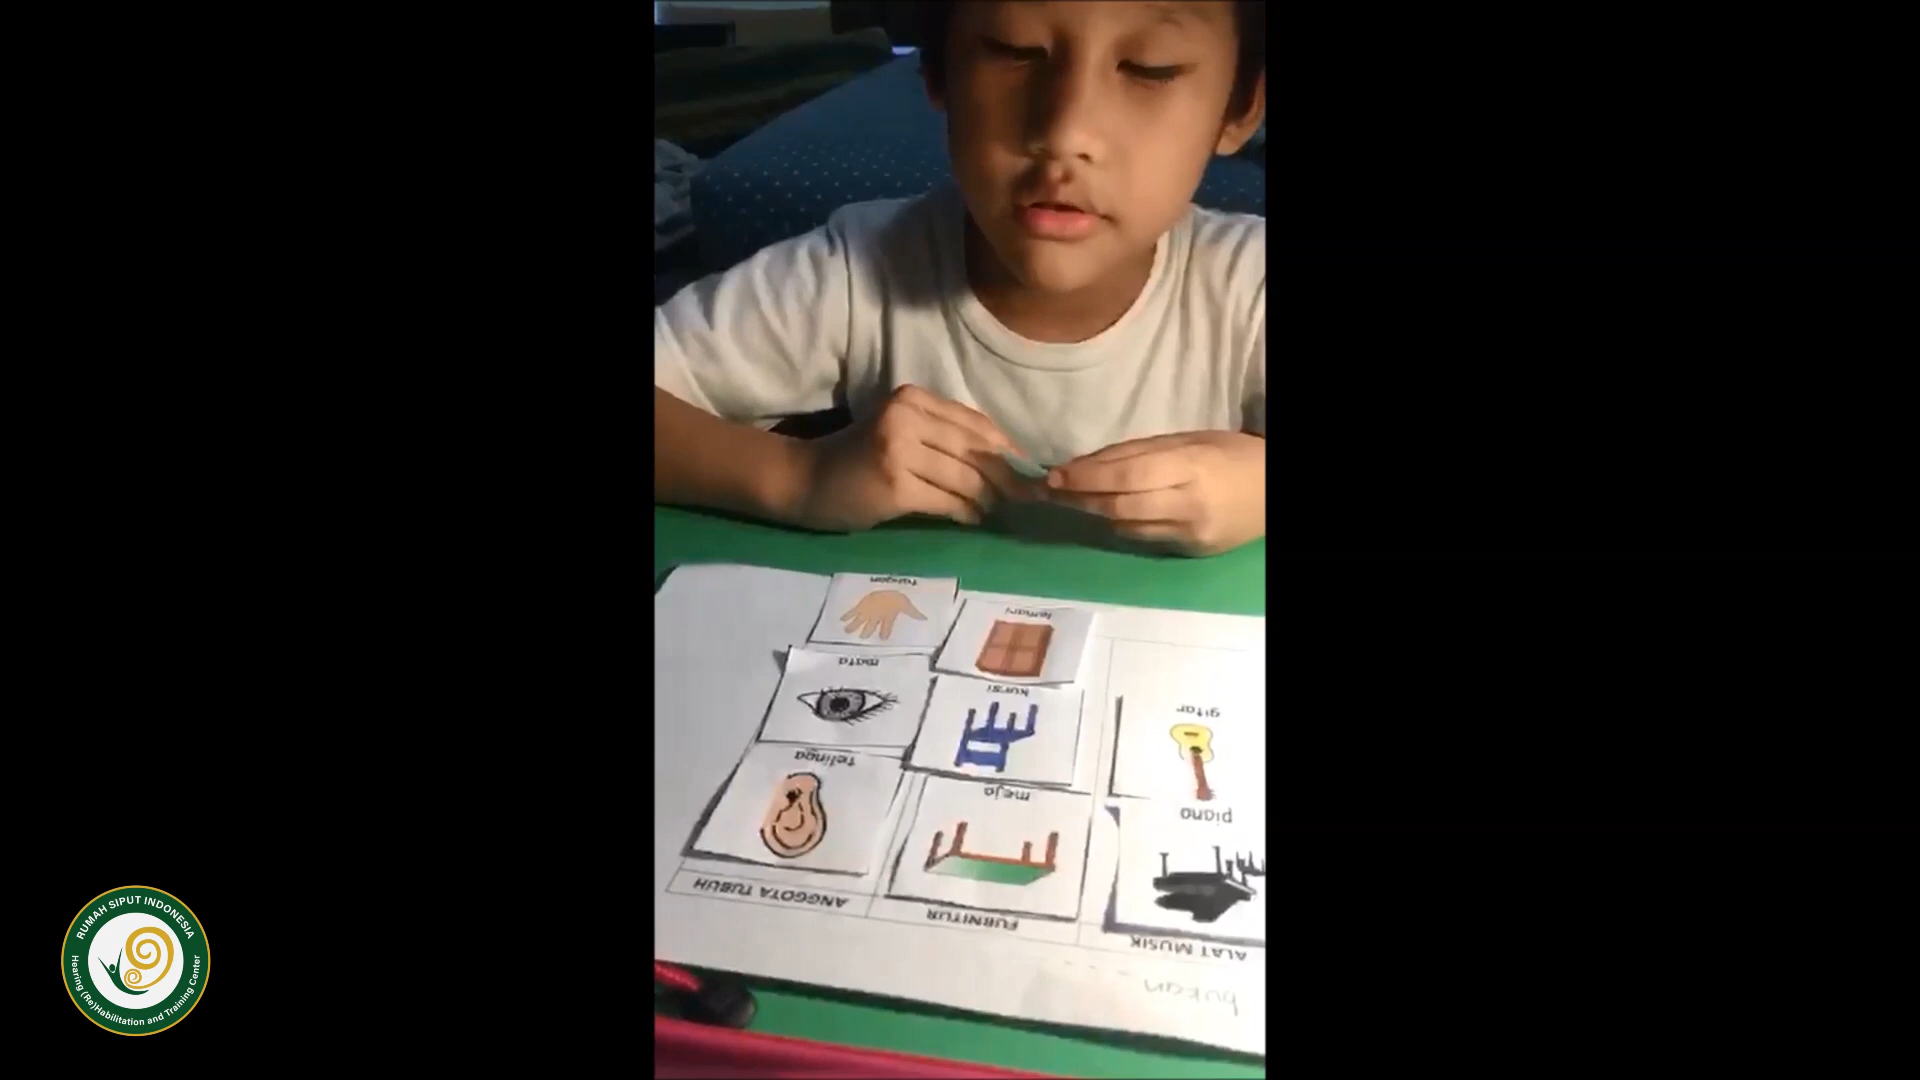 ALAT MUSIK
FURNITUR
ANGGOTA TUBUH
piano
meja
telinga
gitar
kursi
mata
lemari
tangan
bukan
RUMAH SIPUT INDONESIA
Hearing (Re)Habilitation and Training Center